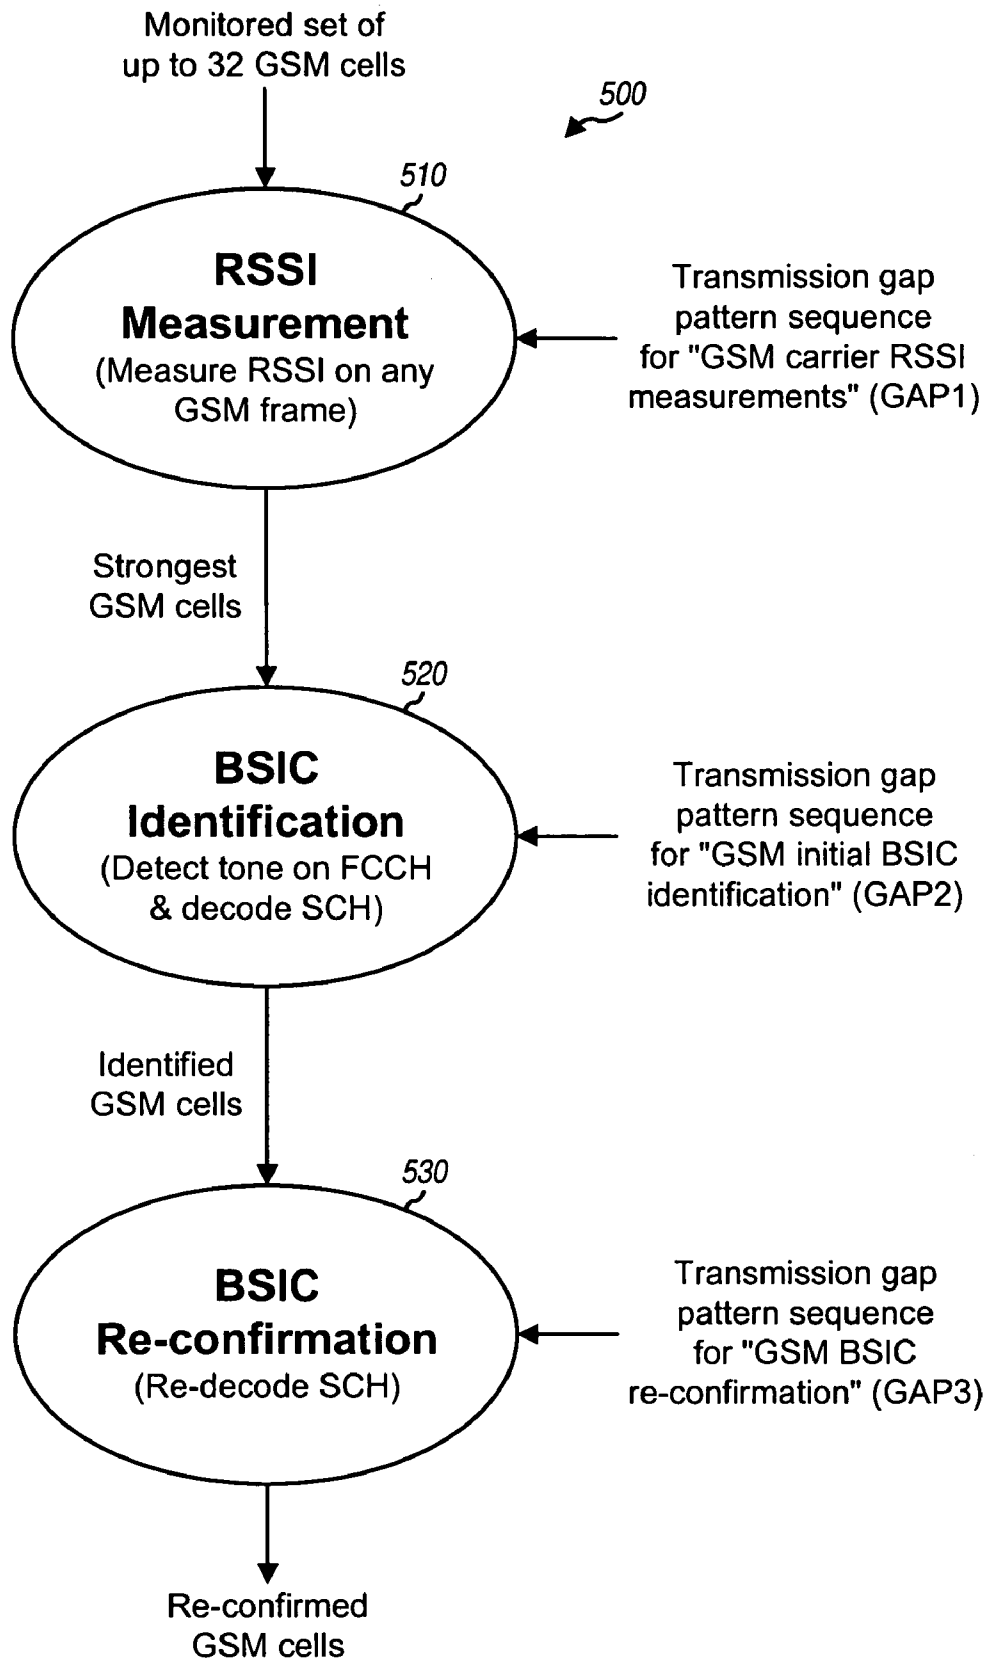 Monitored set of
up to 32 GSM cells
500
510
RSSI
Measurement
(Measure RSSI on any
GSM frame)
Transmission gap
pattern sequence
for "GSM carrier RSSI
measurements" (GAP1)
Strongest
GSM cells
520
BSIC
Identification
(Detect tone on FCCH
& decode SCH)
Transmission gap
pattern sequence
for "GSM initial BSIC
identification" (GAP2)
Identified
GSM cells
530
BSIC
Re-confirmation
(Re-decode SCH)
Transmission gap
pattern sequence
for "GSM BSIC
re-confirmation" (GAP3)
Re-confirmed
GSM cells